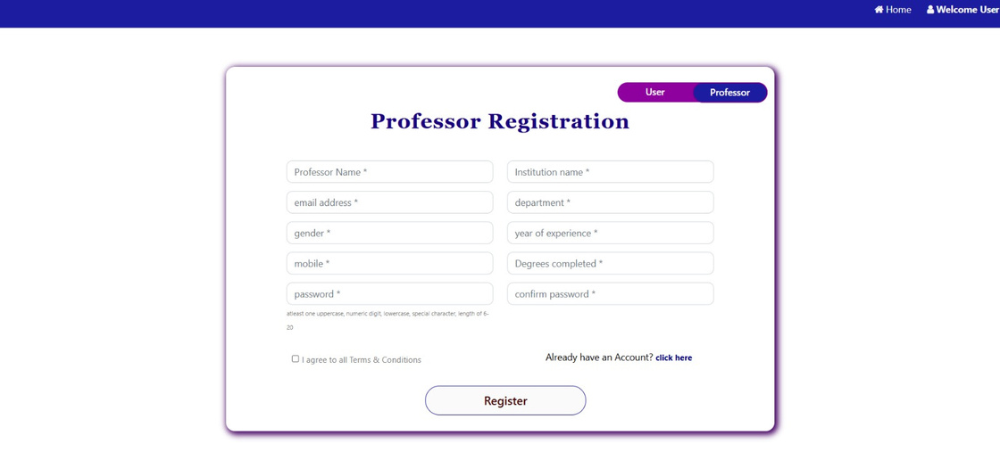 Home Welcome User
User Professor
Professor Registration
Professor Name * Institution name *
email address * department *
gender * year of experience *
mobile * Degrees completed *
password * confirm password *
atleast one uppercase, numeric digit, lowercase, special character, length of 6-
20
I agree to all Terms & Conditions Already have an Account? click here
Register